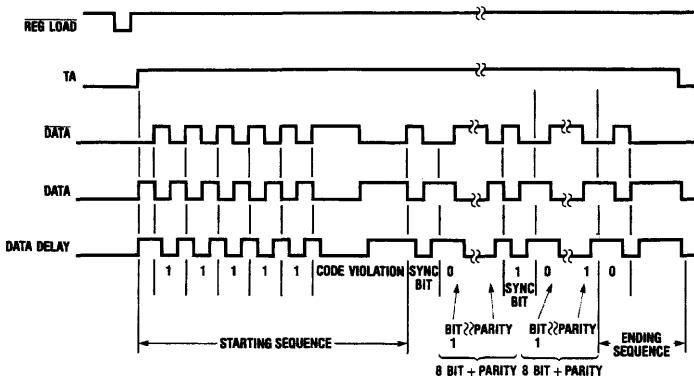 REG LOAD
TA
DATA
DATA
DATA DELAY
1 1 1 1 1 CODE VIOLATION SYNC BIT 0 1 SYNC BIT 0 1 0
BIT 1 PARITY BIT 1 PARITY
STARTING SEQUENCE ENDING SEQUENCE
8 BIT + PARITY 8 BIT + PARITY